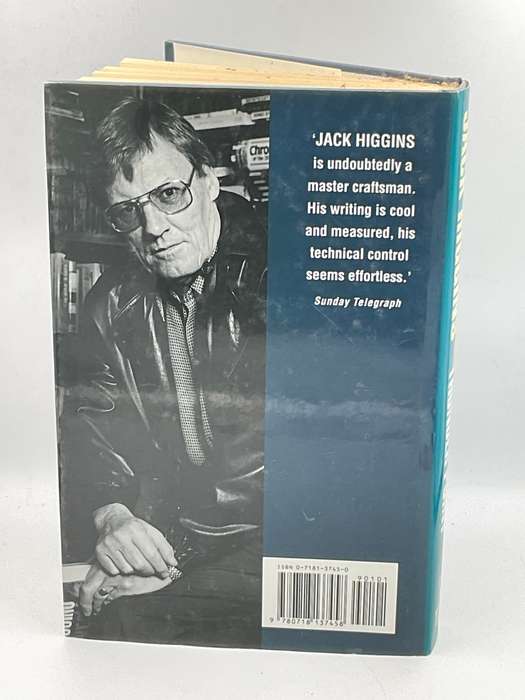 'JACK HIGGINS
is undoubtedly a
master craftsman.
His writing is cool
and measured, his
technical control
seems effortless.'
Sunday Telegraph
ISBN 0-7181-3745-0
90101
9 780718 137458